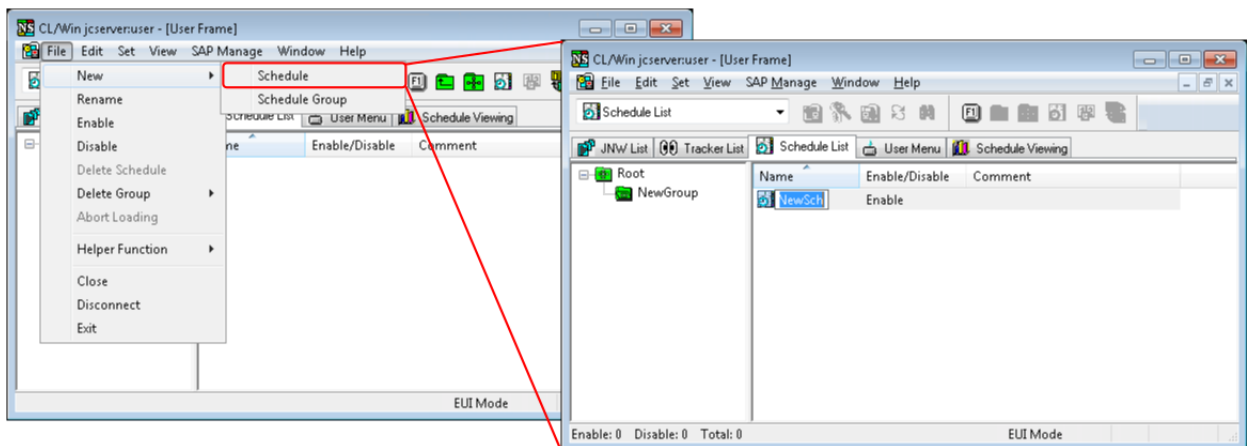 CL/Win jcserver:user - [User Frame]
File Edit Set View SAP Manage Window Help
New
Rename
Enable
Disable
Delete Schedule
Delete Group
Abort Loading
Helper Function
Close
Disconnect
Exit
Schedule
Schedule Group
Schedule List User Menu Schedule Viewing
Enable/Disable Comment
EUI Mode
CL/Win jcserver:user - [User Frame]
File Edit Set View SAP Manage Window Help
Schedule List
JNW List Tracker List Schedule List User Menu Schedule Viewing
Root
NewGroup
Name Enable/Disable Comment
NewSch Enable
Enable: 0 Disable: 0 Total: 0 EUI Mode